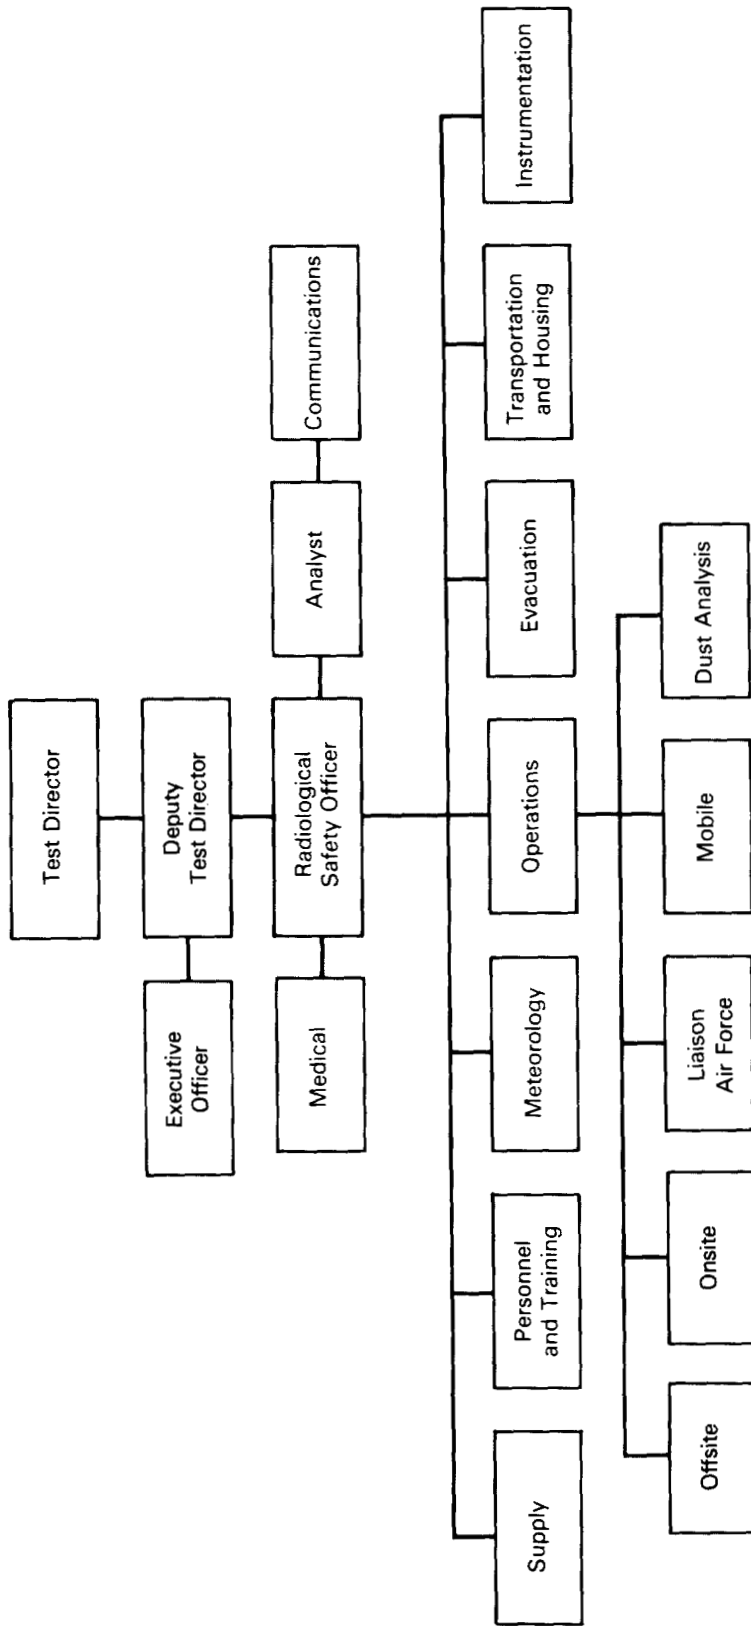 Test Director
Executive
Officer
Deputy
Test Director
Medical
Radiological
Safety Officer
Analyst
Communications
Supply
Personnel
and Training
Meteorology
Operations
Evacuation
Transportation
and Housing
Instrumentation
Offsite
Onsite
Liaison
Air Force
Mobile
Dust Analysis